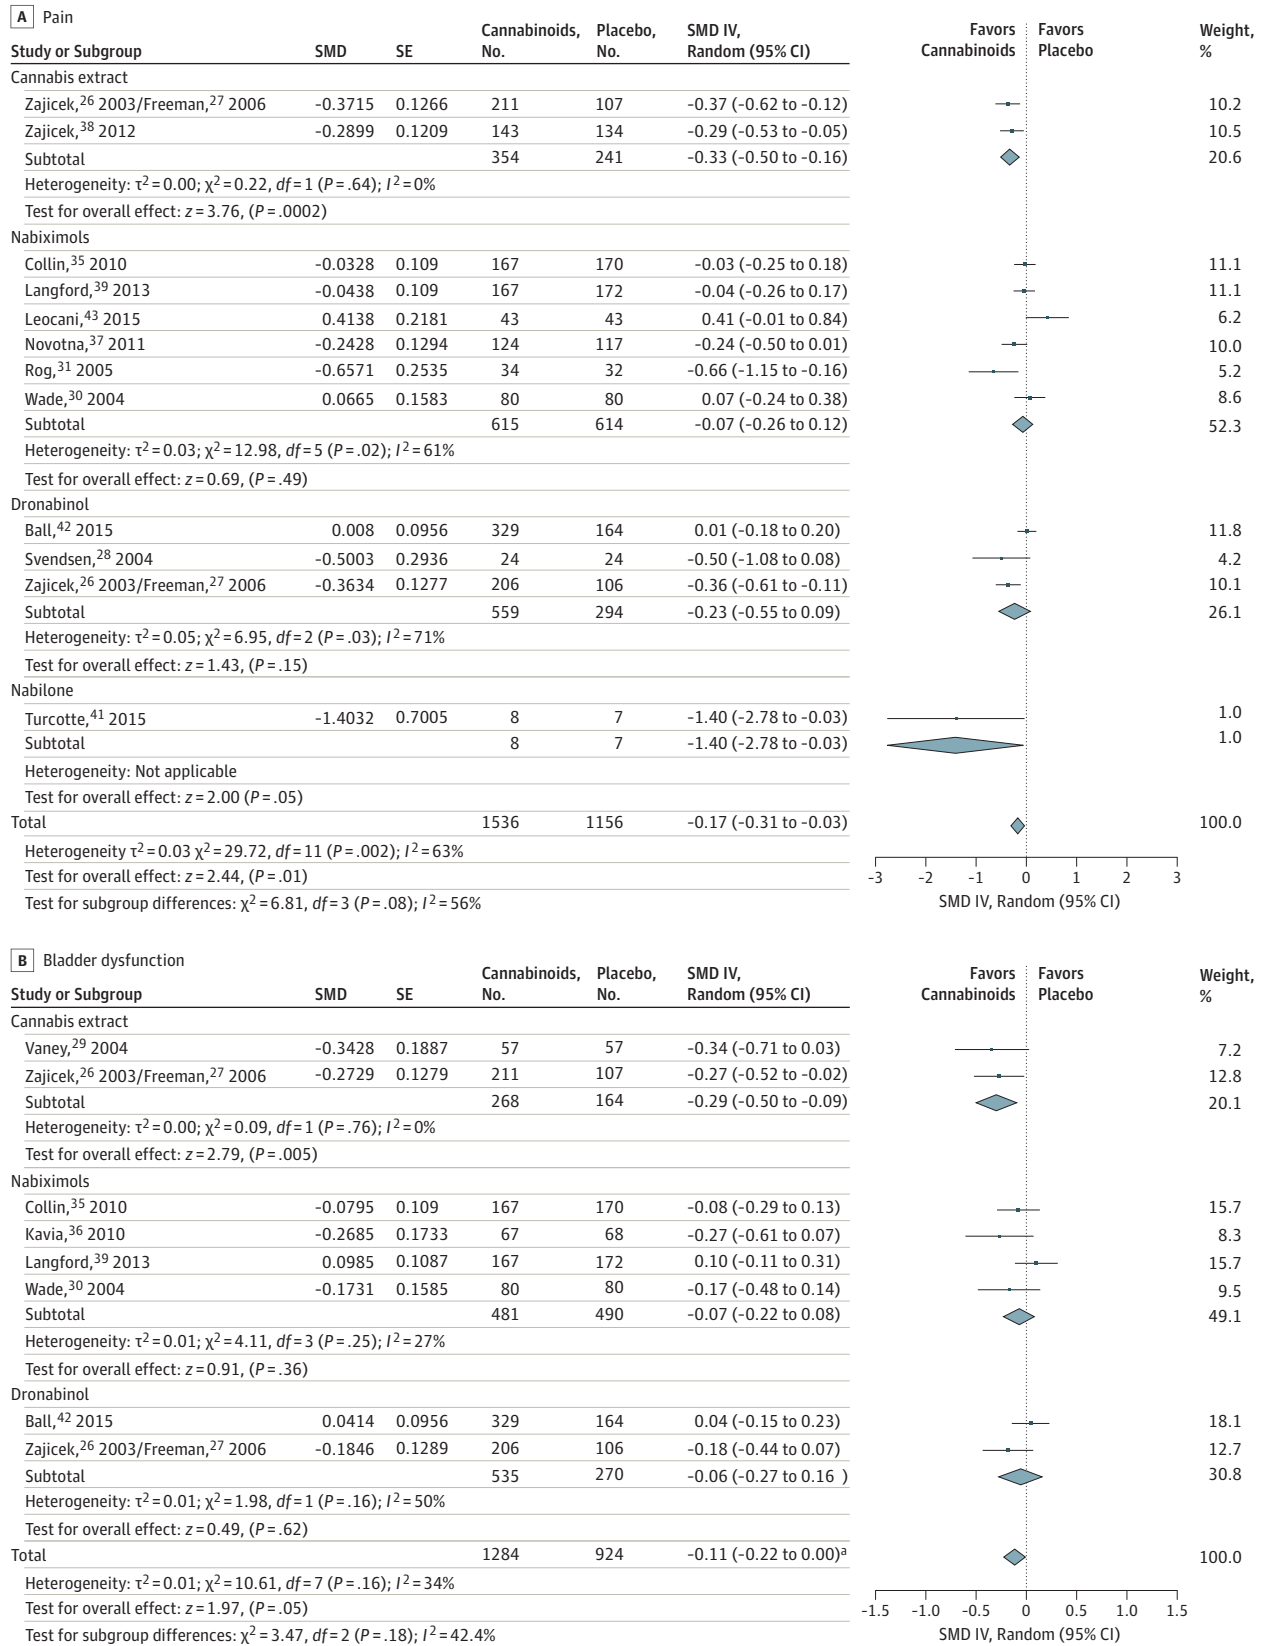 A Pain
Study or Subgroup SMD SE Cannabinoids, No. Placebo, No. SMD IV, Random (95% CI) Favors Cannabinoids Favors Placebo Weight, %
Cannabis extract
Zajicek,26 2003/Freeman,27 2006 -0.3715 0.1266 211 107 -0.37 (-0.62 to -0.12) 10.2
Zajicek,38 2012 -0.2899 0.1209 143 134 -0.29 (-0.53 to -0.05) 10.5
Subtotal 354 241 -0.33 (-0.50 to -0.16) 20.6
Heterogeneity: τ2=0.00; χ2=0.22, df=1 (P=.64); I2=0%
Test for overall effect: z=3.76, (P=.0002)
Nabiximols
Collin,35 2010 -0.0328 0.109 167 170 -0.03 (-0.25 to 0.18) 11.1
Langford,39 2013 -0.0438 0.109 167 172 -0.04 (-0.26 to 0.17) 11.1
Leocani,43 2015 0.4138 0.2181 43 43 0.41 (-0.01 to 0.84) 6.2
Novotna,37 2011 -0.2428 0.1294 124 117 -0.24 (-0.50 to 0.01) 10.0
Rog,31 2005 -0.6571 0.2535 34 32 -0.66 (-1.15 to -0.16) 5.2
Wade,30 2004 0.0665 0.1583 80 80 0.07 (-0.24 to 0.38) 8.6
Subtotal 615 614 -0.07 (-0.26 to 0.12) 52.3
Heterogeneity: τ2=0.03; χ2=12.98, df=5 (P=.02); I2=61%
Test for overall effect: z=0.69, (P=.49)
Dronabinol
Ball,42 2015 0.008 0.0956 329 164 0.01 (-0.18 to 0.20) 11.8
Svendsen,28 2004 -0.5003 0.2936 24 24 -0.50 (-1.08 to 0.08) 4.2
Zajicek,26 2003/Freeman,27 2006 -0.3634 0.1277 206 106 -0.36 (-0.61 to -0.11) 10.1
Subtotal 559 294 -0.23 (-0.55 to 0.09) 26.1
Heterogeneity: τ2=0.05; χ2=6.95, df=2 (P=.03); I2=71%
Test for overall effect: z=1.43, (P=.15)
Nabilone
Turcotte,41 2015 -1.4032 0.7005 8 7 -1.40 (-2.78 to -0.03) 1.0
Subtotal 8 7 -1.40 (-2.78 to -0.03) 1.0
Heterogeneity: Not applicable
Test for overall effect: z=2.00 (P=.05)
Total 1536 1156 -0.17 (-0.31 to -0.03) 100.0
Heterogeneity τ2=0.03 χ2=29.72, df=11 (P=.002); I2=63%
Test for overall effect: z=2.44, (P=.01)
Test for subgroup differences: χ2=6.81, df=3 (P=.08); I2=56%
-3 -2 -1 0 1 2 3
SMD IV, Random (95% CI)
B Bladder dysfunction
Study or Subgroup SMD SE Cannabinoids, No. Placebo, No. SMD IV, Random (95% CI) Favors Cannabinoids Favors Placebo Weight, %
Cannabis extract
Vaney,29 2004 -0.3428 0.1887 57 57 -0.34 (-0.71 to 0.03) 7.2
Zajicek,26 2003/Freeman,27 2006 -0.2729 0.1279 211 107 -0.27 (-0.52 to -0.02) 12.8
Subtotal 268 164 -0.29 (-0.50 to -0.09) 20.1
Heterogeneity: τ2=0.00; χ2=0.09, df=1 (P=.76); I2=0%
Test for overall effect: z=2.79, (P=.005)
Nabiximols
Collin,35 2010 -0.0795 0.109 167 170 -0.08 (-0.29 to 0.13) 15.7
Kavia,36 2010 -0.2685 0.1733 67 68 -0.27 (-0.61 to 0.07) 8.3
Langford,39 2013 0.0985 0.1087 167 172 0.10 (-0.11 to 0.31) 15.7
Wade,30 2004 -0.1731 0.1585 80 80 -0.17 (-0.48 to 0.14) 9.5
Subtotal 481 490 -0.07 (-0.22 to 0.08) 49.1
Heterogeneity: τ2=0.01; χ2=4.11, df=3 (P=.25); I2=27%
Test for overall effect: z=0.91, (P=.36)
Dronabinol
Ball,42 2015 0.0414 0.0956 329 164 0.04 (-0.15 to 0.23) 18.1
Zajicek,26 2003/Freeman,27 2006 -0.1846 0.1289 206 106 -0.18 (-0.44 to 0.07) 12.7
Subtotal 535 270 -0.06 (-0.27 to 0.16 ) 30.8
Heterogeneity: τ2=0.01; χ2=1.98, df=1 (P=.16); I2=50%
Test for overall effect: z=0.49, (P=.62)
Total 1284 924 -0.11 (-0.22 to 0.00)a 100.0
Heterogeneity: τ2=0.01; χ2=10.61, df=7 (P=.16); I2=34%
Test for overall effect: z=1.97, (P=.05)
Test for subgroup differences: χ2=3.47, df=2 (P=.18); I2=42.4%
-1.5 -1.0 -0.5 0 0.5 1.0 1.5
SMD IV, Random (95% CI)